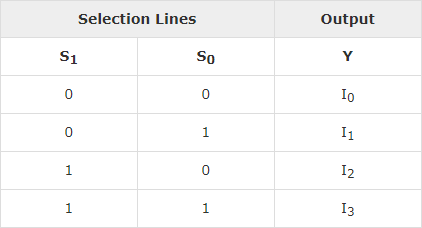 Selection Lines Output
S1 S0 Y
0 0 I0
0 1 I1
1 0 I2
1 1 I3